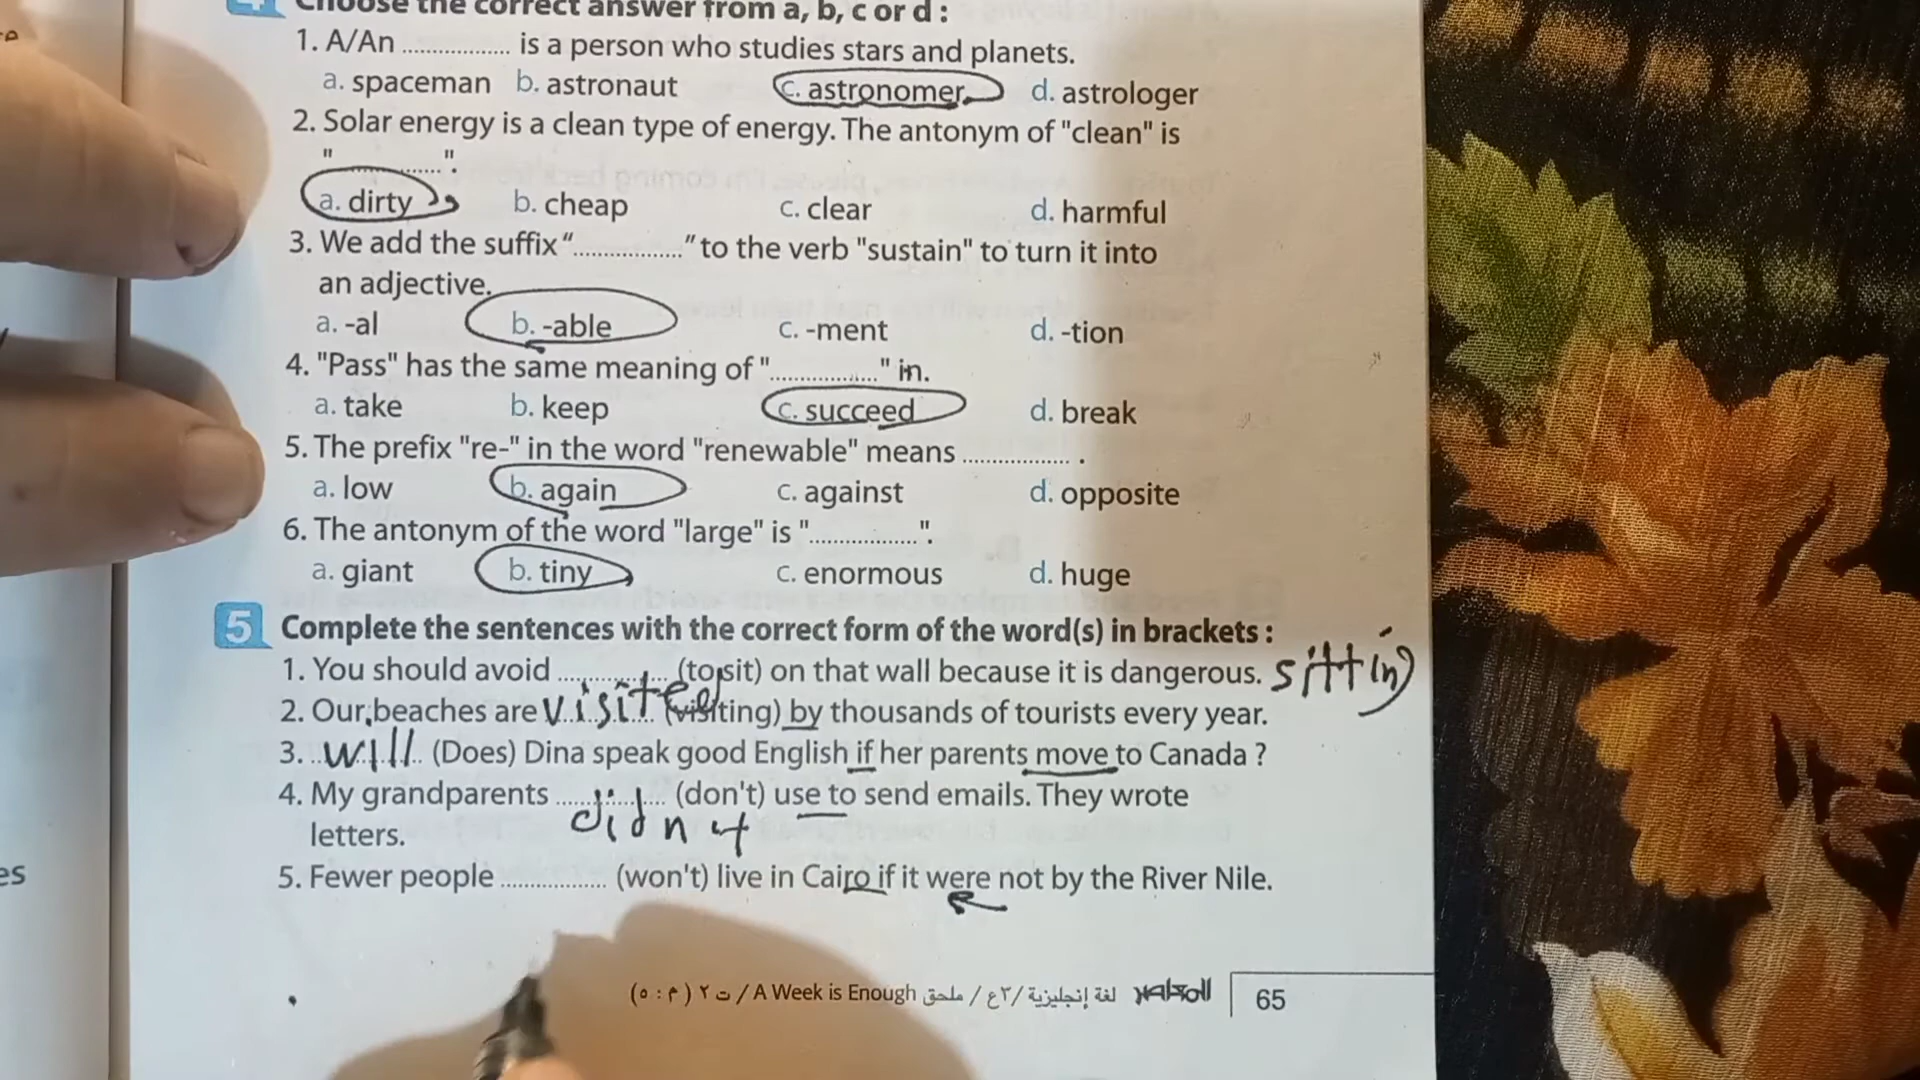 Choose the correct answer from a, b, c or d :
1. A/An ................. is a person who studies stars and planets.
a. spaceman b. astronaut c. astronomer d. astrologer
2. Solar energy is a clean type of energy. The antonym of "clean" is
"..................".
a. dirty b. cheap c. clear d. harmful
3. We add the suffix “.................” to the verb "sustain" to turn it into
an adjective.
a. -al b. -able c. -ment d. -tion
4. "Pass" has the same meaning of "................." in.
a. take b. keep c. succeed d. break
5. The prefix "re-" in the word "renewable" means ................. .
a. low b. again c. against d. opposite
6. The antonym of the word "large" is ".................".
a. giant b. tiny c. enormous d. huge
5 Complete the sentences with the correct form of the word(s) in brackets :
1. You should avoid ................. (to sit) on that wall because it is dangerous. sitting
2. Our beaches are visited (visiting) by thousands of tourists every year.
3. will (Does) Dina speak good English if her parents move to Canada ?
4. My grandparents ................. (don't) use to send emails. They wrote
didn't
letters.
5. Fewer people ................. (won't) live in Cairo if it were not by the River Nile.
المعاصر لغة إنجليزية /٣ع / ملحق A Week is Enough / ت ٢ (م : ٥) 65
es